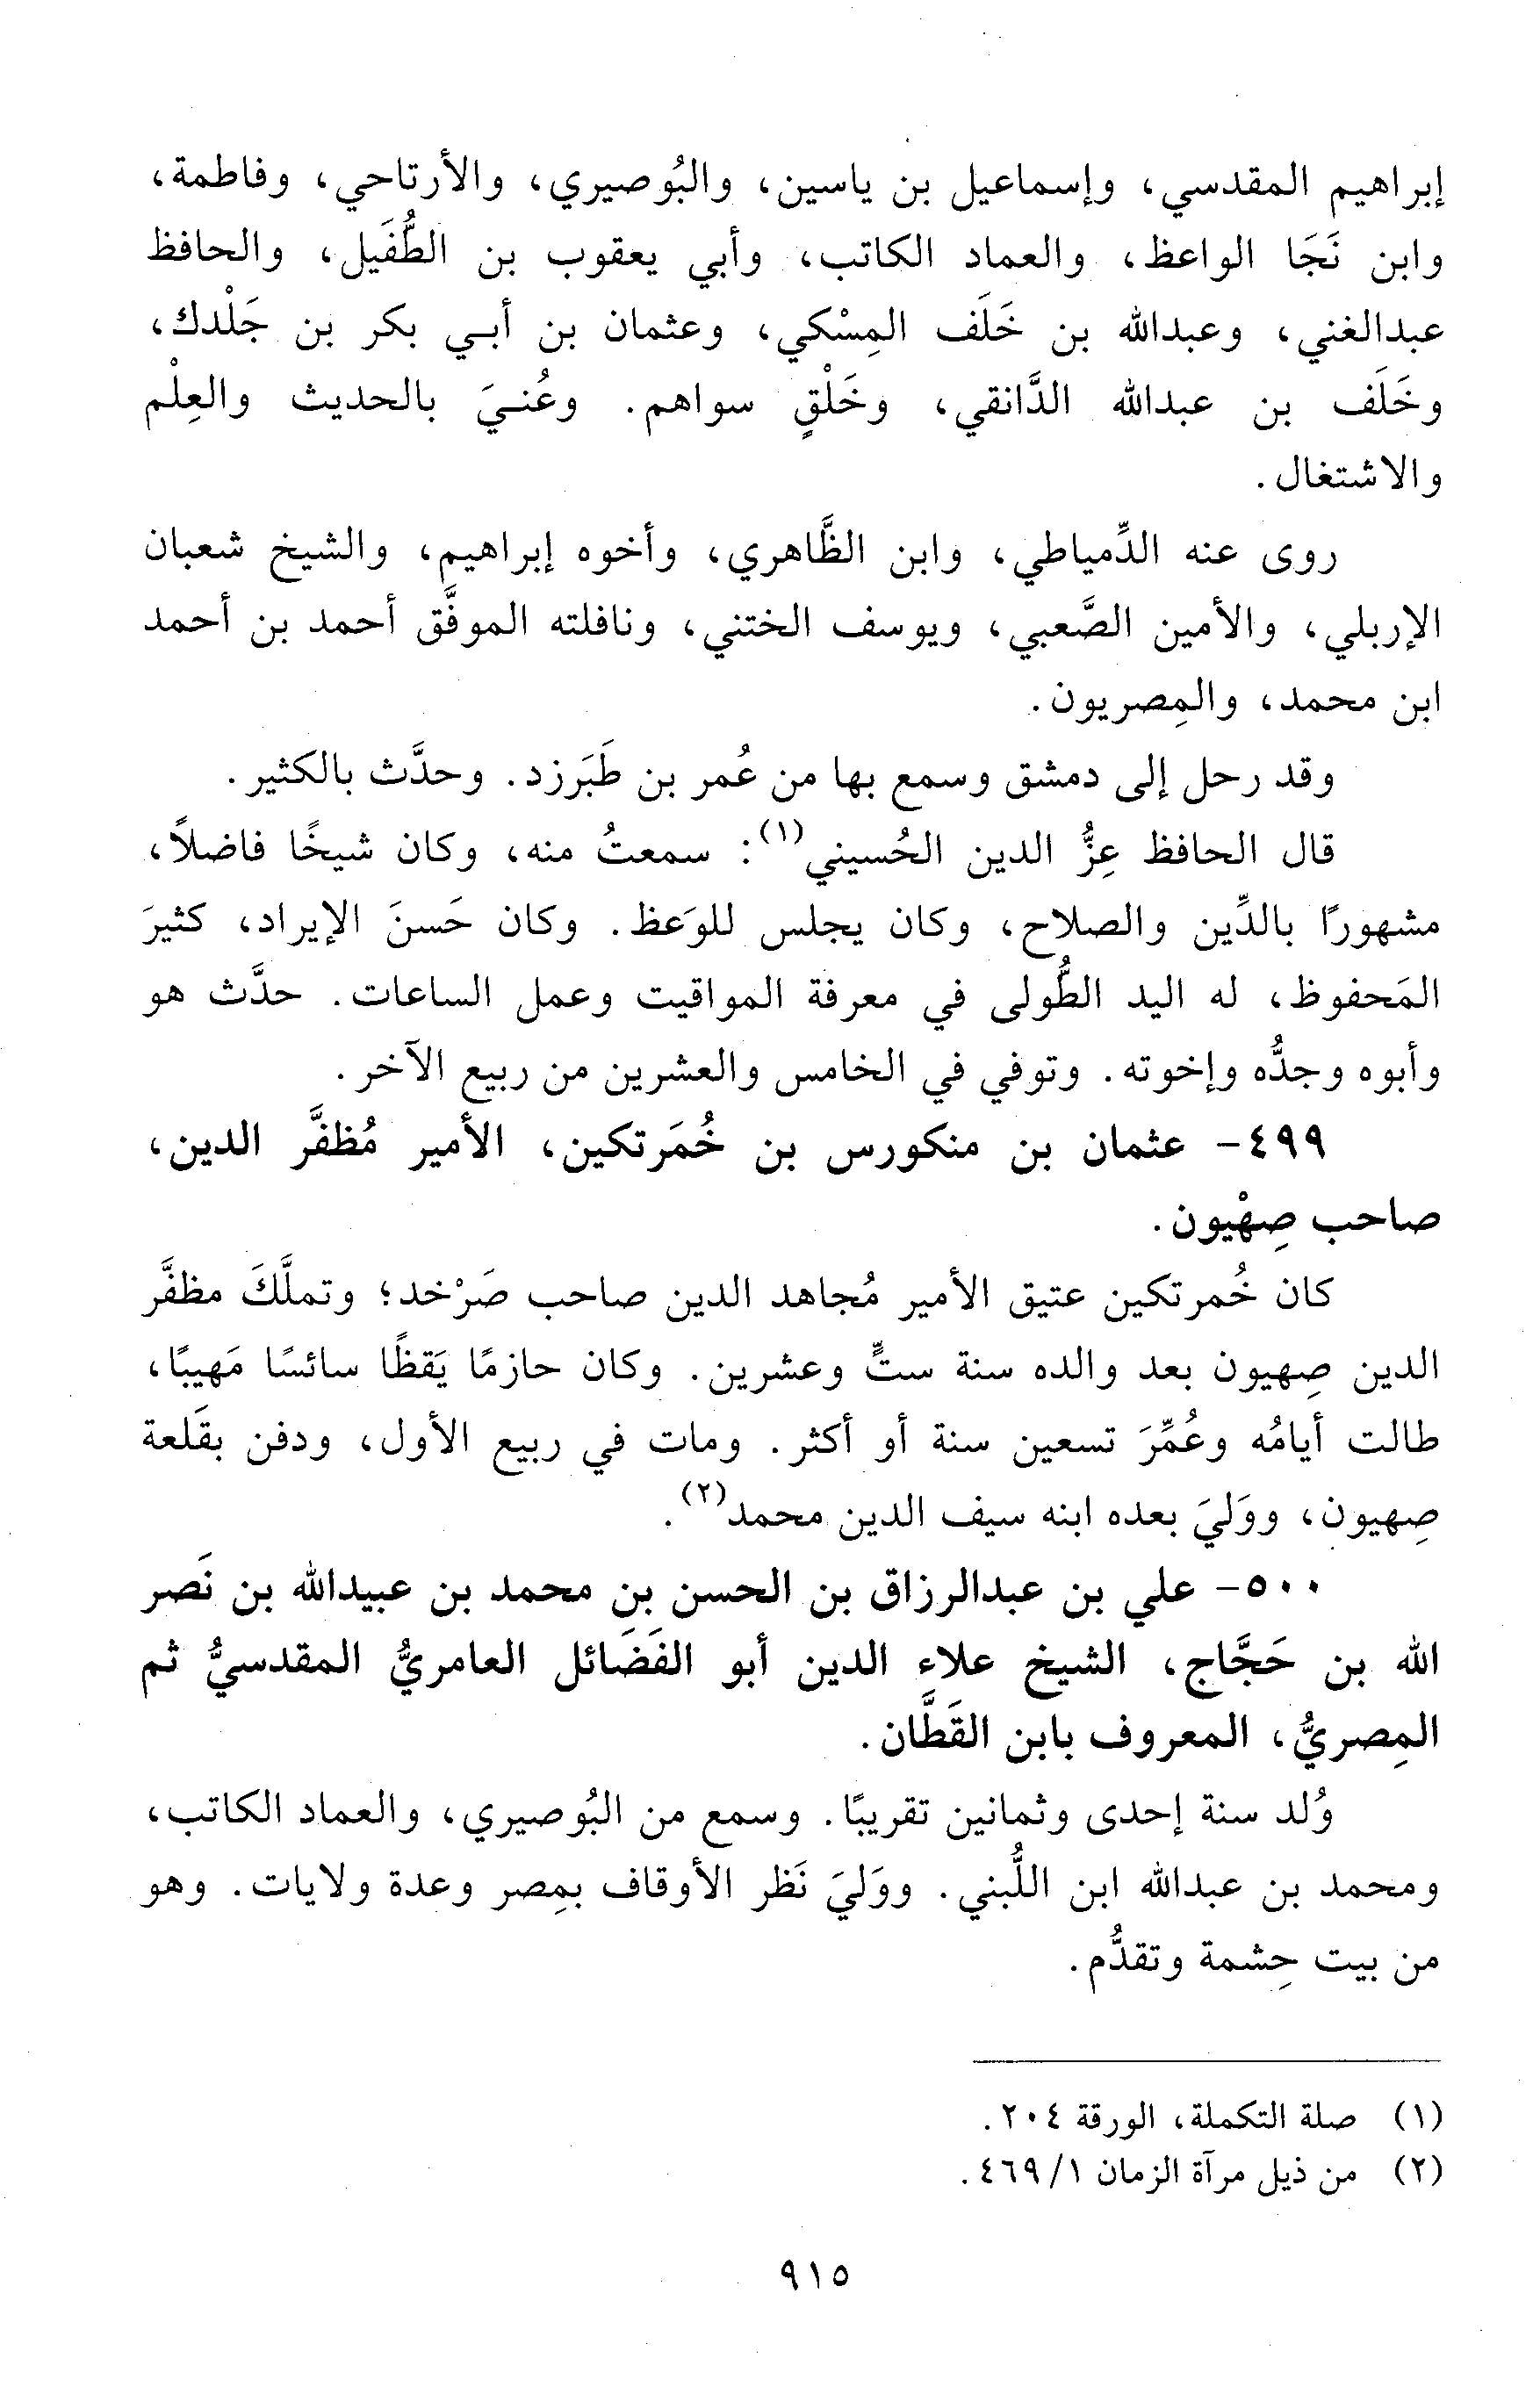 إبراهيم المقدسي، وإسماعيل بن ياسين، والبُوصيري، والأرتاحي، وفاطمة،
وابن نَجَا الواعظ، والعماد الكاتب، وأبي يعقوب بن الطُّفَيل، والحافظ
عبدالغني، وعبدالله بن خَلَف المِسْكي، وعثمان بن أبي بكر بن جَلْدك،
وخَلَف بن عبدالله الدَّانقي، وخَلْقٍ سواهم. وعُنيَ بالحديث والعِلْم
والاشتغال.
روى عنه الدِّمياطي، وابن الظَّاهري، وأخوه إبراهيم، والشيخ شعبان
الإربلي، والأمين الصَّعبي، ويوسف الختني، ونافلته الموفَّق أحمد بن أحمد
ابن محمد، والمِصريون.
وقد رحل إلى دمشق وسمع بها من عُمر بن طَبَرزد. وحدَّث بالكثير.
قال الحافظ عِزُّ الدين الحُسيني(١): سمعتُ منه، وكان شيخًا فاضلاً،
مشهورًا بالدِّين والصلاح، وكان يجلس للوَعظ. وكان حَسنَ الإيراد، كثيرَ
المَحفوظ، له اليد الطُّولى في معرفة المواقيت وعمل الساعات. حدَّث هو
وأبوه وجدُّه وإخوته. وتوفي في الخامس والعشرين من ربيع الآخر.
٤٩٩- عثمان بن منكورس بن خُمَرتكين، الأمير مُظفَّر الدين،
صاحب صِهْيون.
كان خُمرتكين عتيق الأمير مُجاهد الدين صاحب صَرْخد؛ وتملَّكَ مظفَّر
الدين صِهيون بعد والده سنة ستٍّ وعشرين. وكان حازمًا يَقظًا سائسًا مَهيبًا،
طالت أيامُه وعُمِّرَ تسعين سنة أو أكثر. ومات في ربيع الأول، ودفن بقَلعة
صِهيون، ووَليَ بعده ابنه سيف الدين محمد(٢).
٥٠٠- علي بن عبدالرزاق بن الحسن بن محمد بن عبيدالله بن نَصر
الله بن حَجَّاج، الشيخ علاء الدين أبو الفَضَائل العامريُّ المقدسيُّ ثم
المِصريُّ، المعروف بابن القَطَّان.
وُلد سنة إحدى وثمانين تقريبًا. وسمع من البُوصيري، والعماد الكاتب،
ومحمد بن عبدالله ابن اللُّبني. ووَليَ نَظر الأوقاف بمِصر وعدة ولايات. وهو
من بيت حِشمة وتقدُّم.
(١) صلة التكملة، الورقة ٢٠٤.
(٢) من ذيل مرآة الزمان ١/ ٤٦٩.
٩١٥